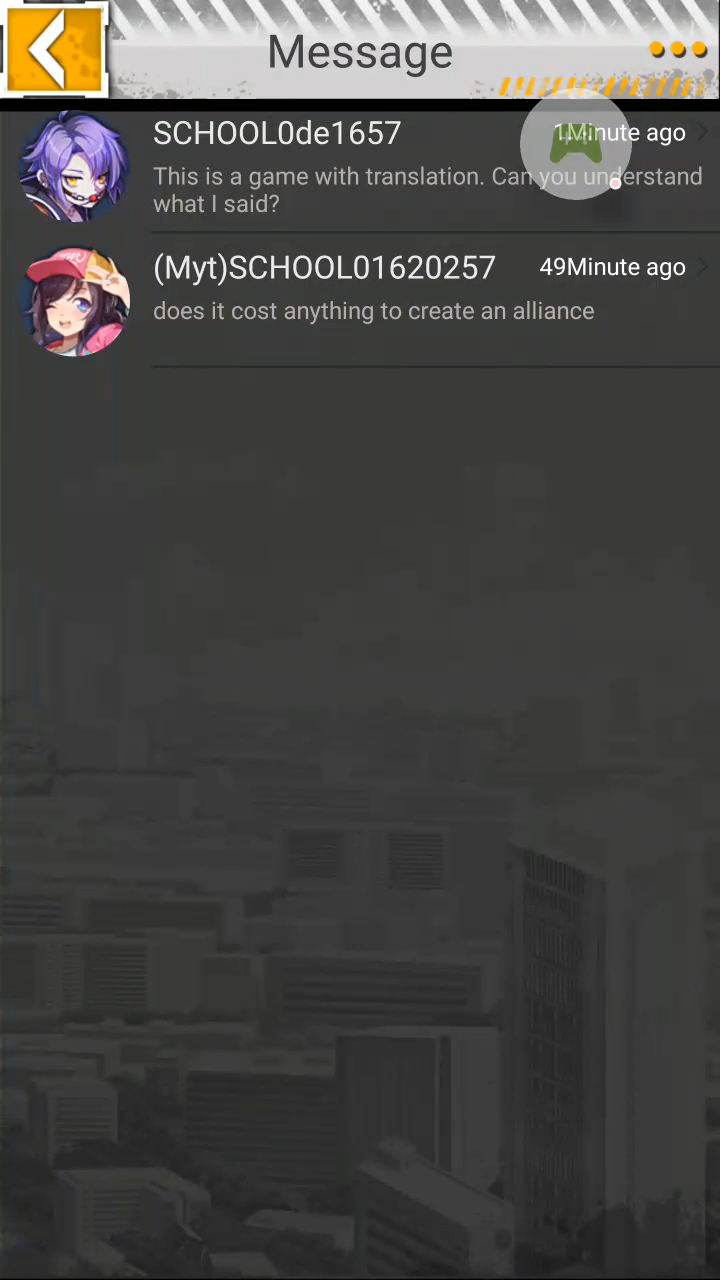 Message
SCHOOL0de1657
1Minute ago
This is a game with translation. Can you understand
what I said?
(Myt)SCHOOL01620257
49Minute ago
does it cost anything to create an alliance